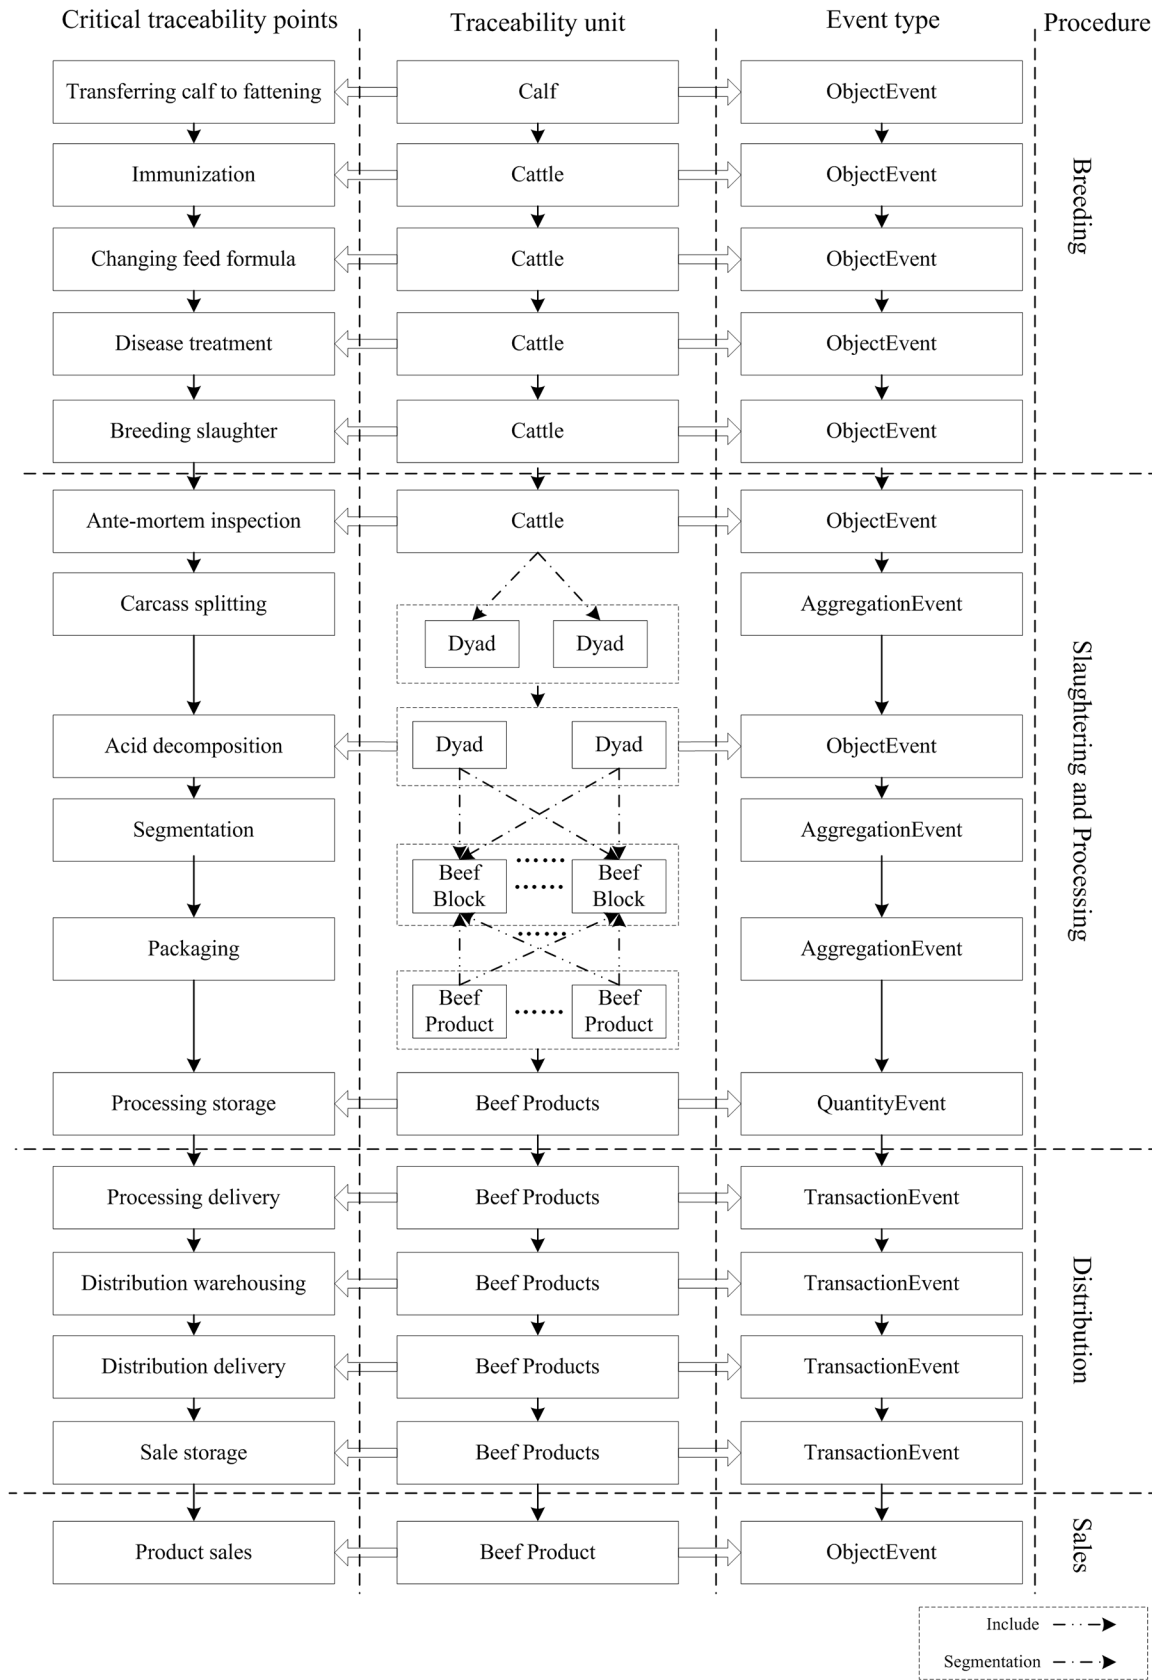 Critical traceability points Traceability unit Event type Procedure
Transferring calf to fattening Calf ObjectEvent
Immunization Cattle ObjectEvent
Changing feed formula Cattle ObjectEvent
Disease treatment Cattle ObjectEvent
Breeding slaughter Cattle ObjectEvent
Breeding
Ante-mortem inspection Cattle ObjectEvent
Carcass splitting AggregationEvent
Dyad Dyad
Acid decomposition Dyad Dyad ObjectEvent
Segmentation AggregationEvent
Beef ...... Beef
Block ...... Block
Packaging ...... AggregationEvent
Beef Beef
Product ...... Product
Processing storage Beef Products QuantityEvent
Slaughtering and Processing
Processing delivery Beef Products TransactionEvent
Distribution warehousing Beef Products TransactionEvent
Distribution delivery Beef Products TransactionEvent
Sale storage Beef Products TransactionEvent
Distribution
Product sales Beef Product ObjectEvent
Sales
Include
Segmentation